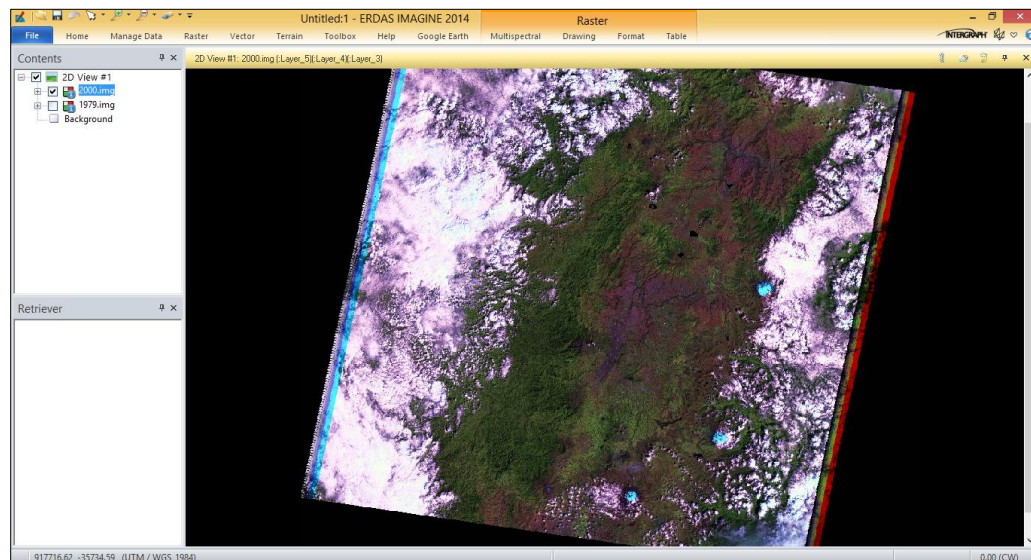 Untitled:1 - ERDAS IMAGINE 2014
Raster
File Home Manage Data Raster Vector Terrain Toolbox Help Google Earth Multispectral Drawing Format Table
INTERGRAPH
Contents
2D View #1: 2000.img (:Layer_5)(:Layer_4)(:Layer_3)
2D View #1
2000.img
1979.img
Background
Retriever
917716.62, -35734.59 (UTM / WGS 1984)
0.00 (CW)